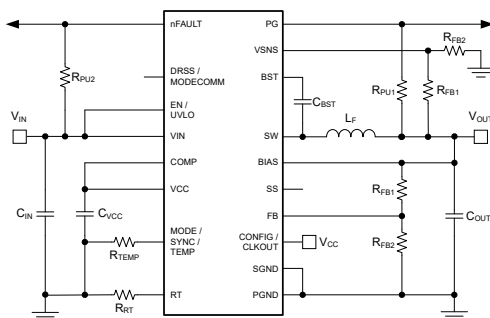 nFAULT
PG
VSNS
RFB2
RPU2
DRSS /
MODECOMM
BST
CBST
RPU1
RFB1
EN /
UVLO
VIN
VIN
SW
LF
VOUT
COMP
BIAS
VCC
SS
RFB1
CIN
CVCC
FB
COUT
MODE /
SYNC /
TEMP
RTEMP
CONFIG /
CLKOUT
VCC
RFB2
SGND
RT
RRT
PGND